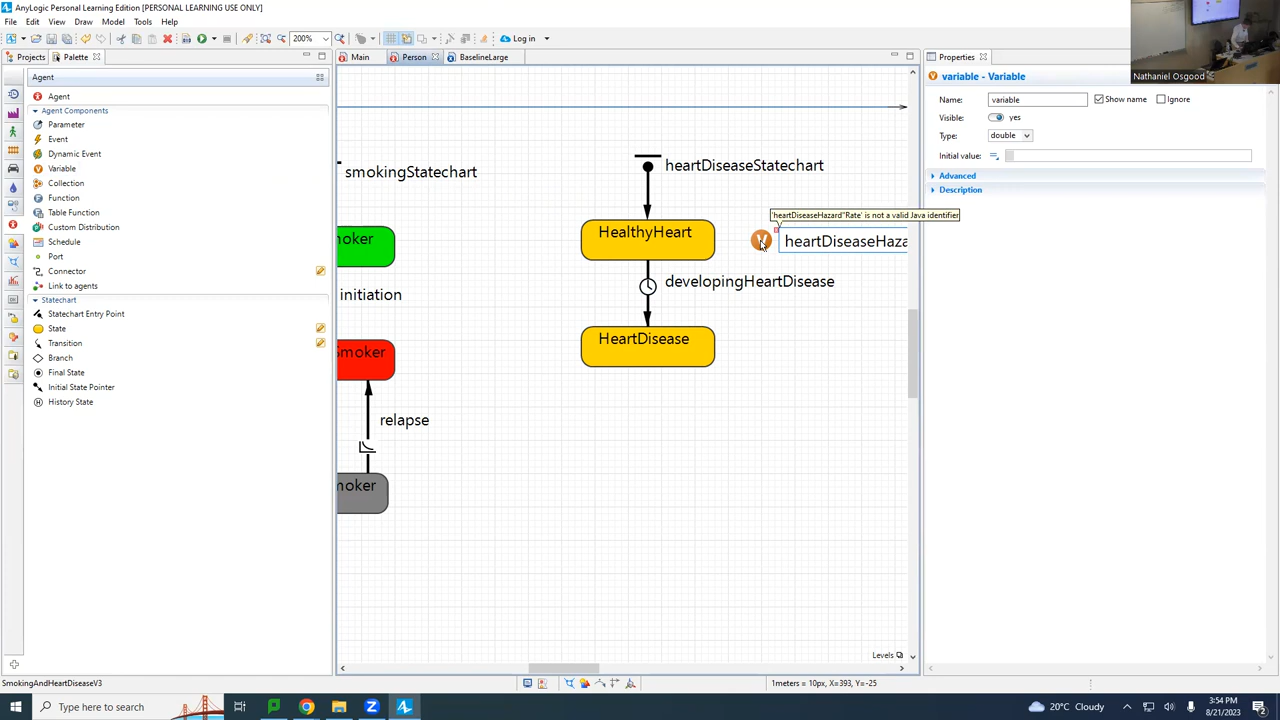 AnyLogic Personal Learning Edition [PERSONAL LEARNING USE ONLY]
File Edit View Draw Model Tools Help
200% Log in
Projects Palette Main Person BaselineLarge Properties
Agent
Agent
Agent Components
Parameter
Event
Dynamic Event
Variable
Collection
Function
Table Function
Custom Distribution
Schedule
Port
Connector
Link to agents
Statechart
Statechart Entry Point
State
Transition
Branch
Final State
Initial State Pointer
History State
smokingStatechart
moker
initiation
Smoker
relapse
moker
heartDiseaseStatechart
HealthyHeart
developingHeartDisease
HeartDisease
'heartDiseaseHazard"Rate' is not a valid Java identifier
V heartDiseaseHaza
Levels
variable - Variable
Name: variable Show name Ignore
Visible: yes
Type: double
Initial value:
Advanced
Description
Nathaniel Osgood
SmokingAndHeartDiseaseV3
1meters = 10px, X=393, Y=-25
Type here to search
20°C Cloudy
3:54 PM
8/21/2023
2